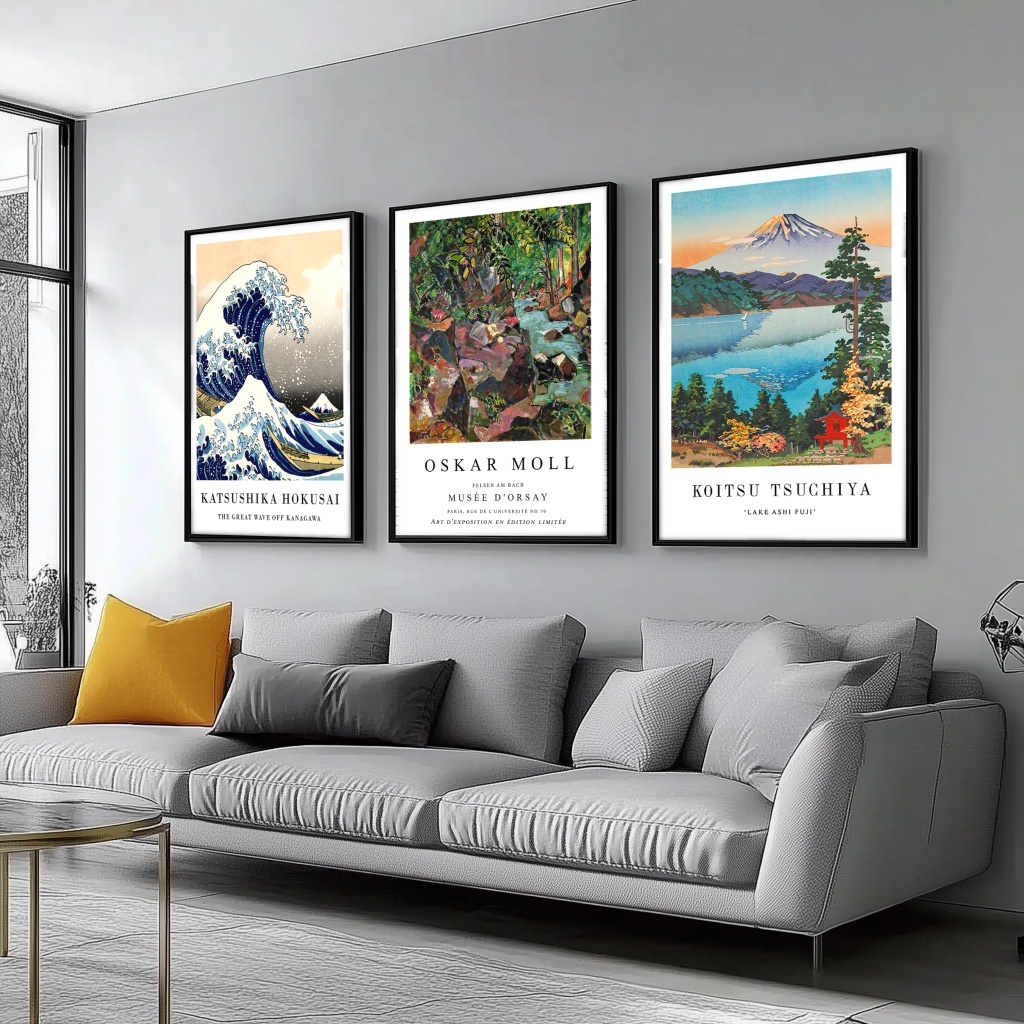 KATSUSHIKA HOKUSAI
THE GREAT WAVE OFF KANAGAWA
OSKAR MOLL
FELSEN AM BACH
MUSÉE D'ORSAY
PARIS, RUE DE L'UNIVERSITÉ NO.70
ART D'EXPOSITION EN ÉDITION LIMITÉE
KOITSU TSUCHIYA
'LAKE ASHI FUJI'